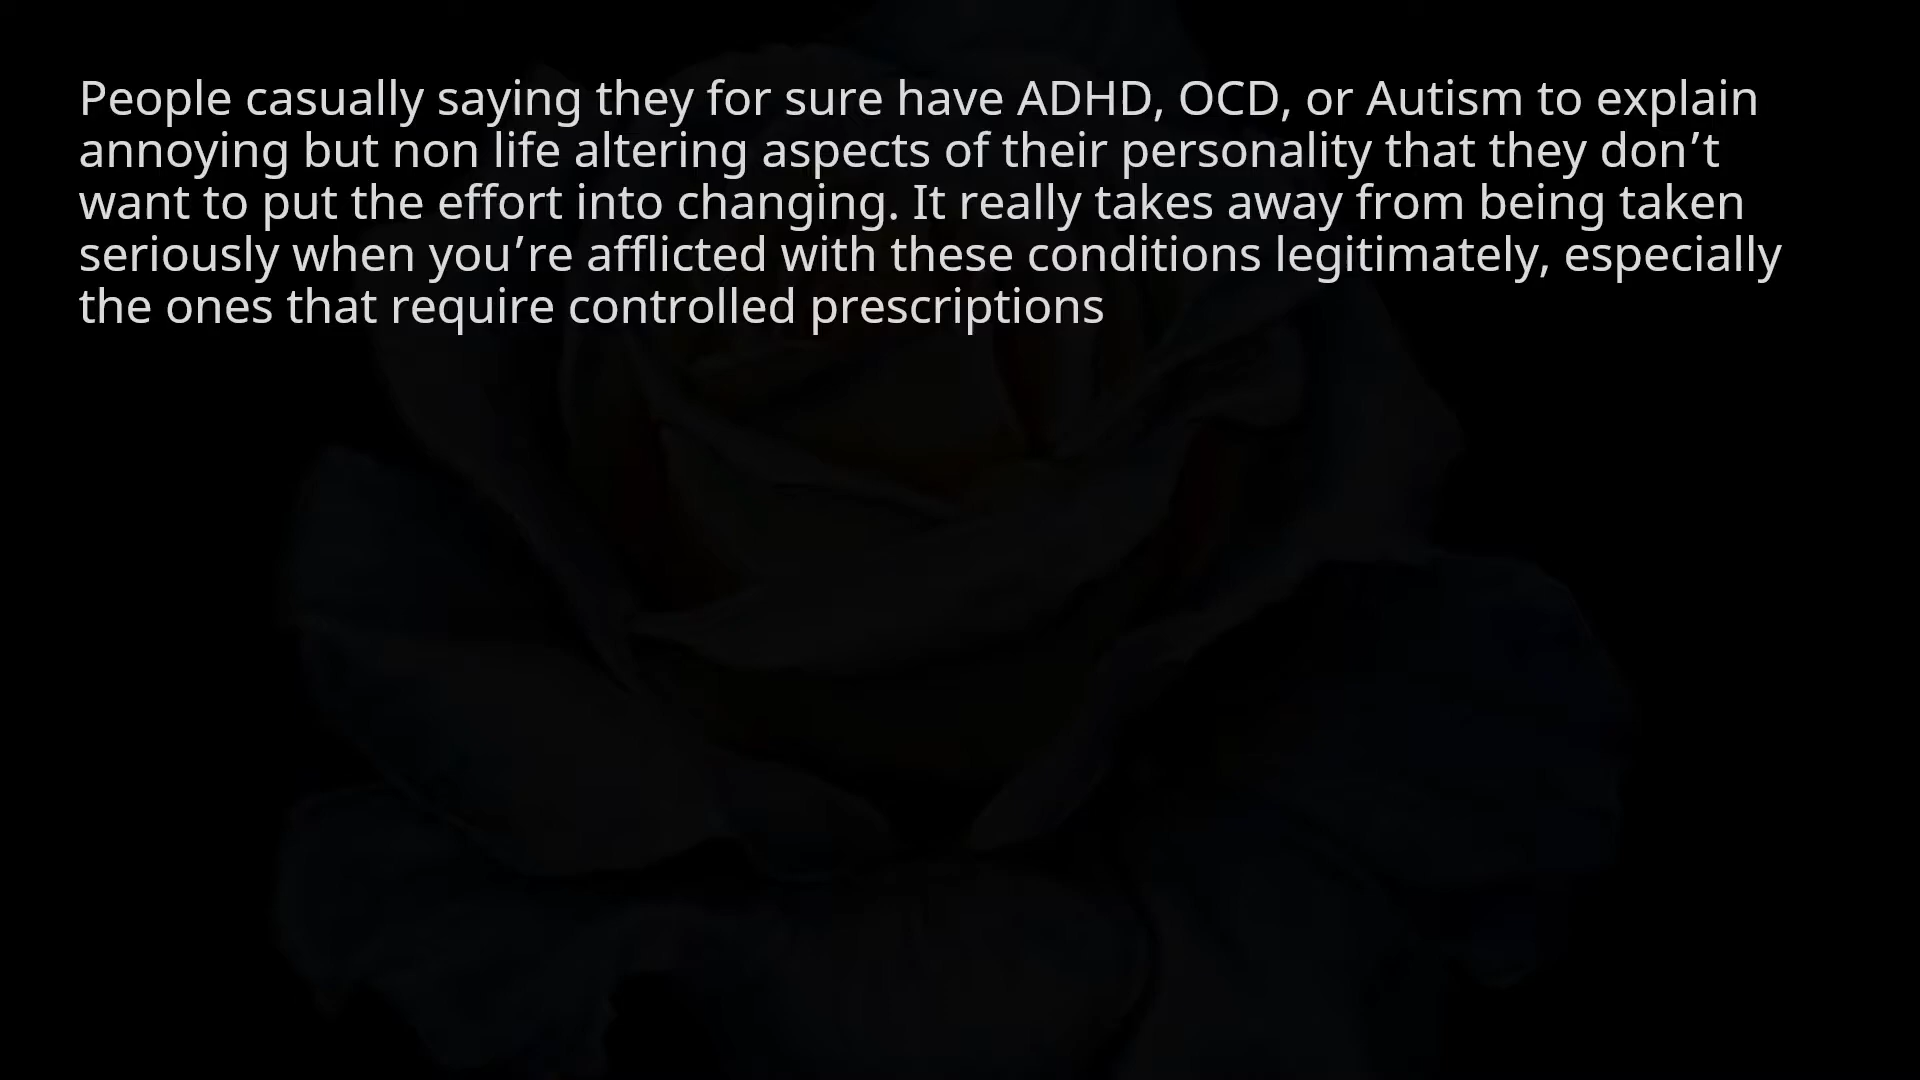 People casually saying they for sure have ADHD, OCD, or Autism to explain
annoying but non life altering aspects of their personality that they don’t
want to put the effort into changing. It really takes away from being taken
seriously when you’re afflicted with these conditions legitimately, especially
the ones that require controlled prescriptions